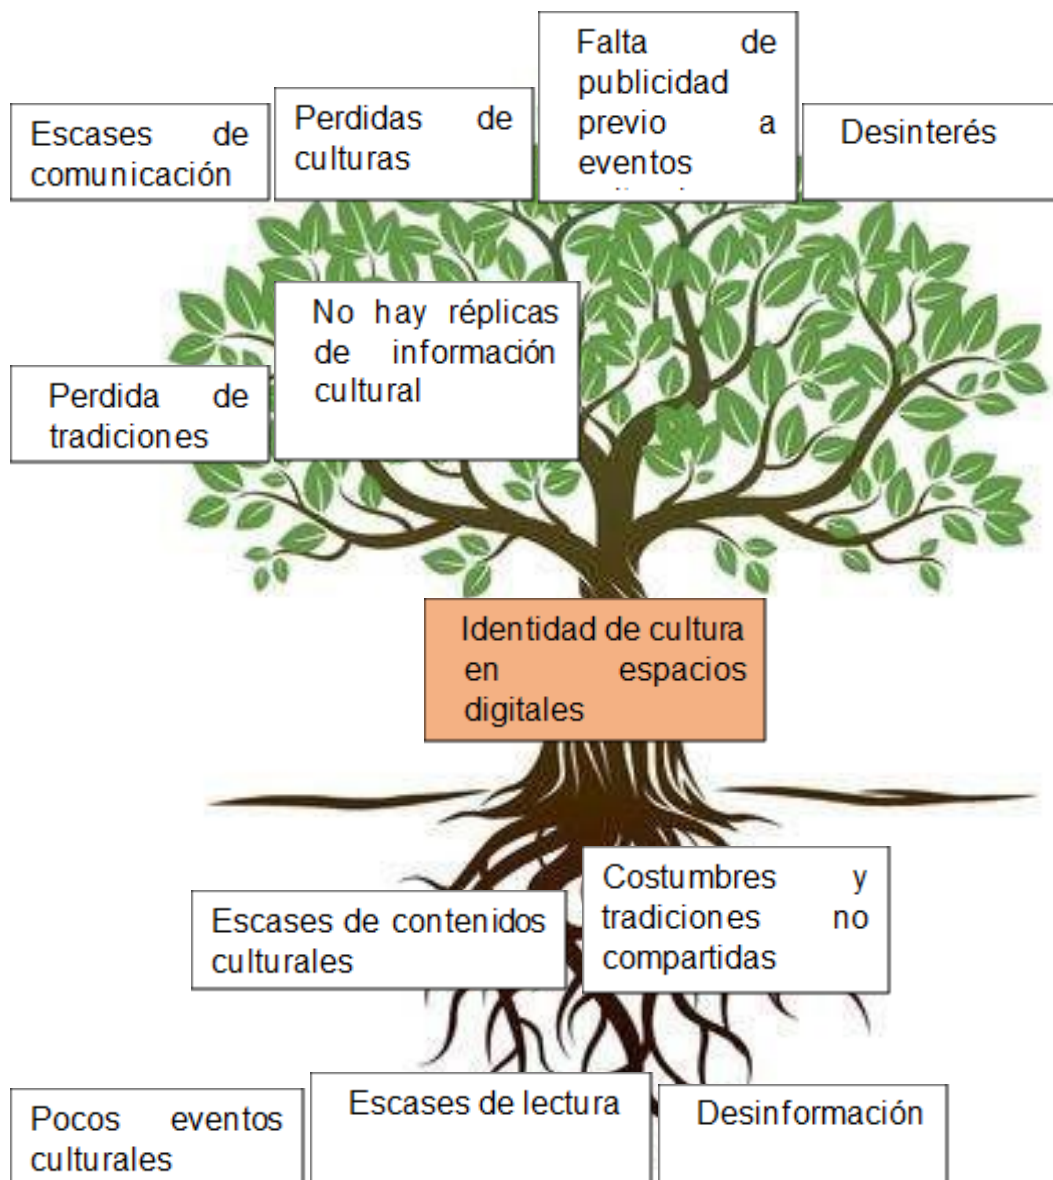 Escases de
comunicación
Perdidas de
culturas
Falta de
publicidad
previo a
eventos
Desinterés
No hay réplicas
de información
cultural
Perdida de
tradiciones
Identidad de cultura
en espacios
digitales
Escases de contenidos
culturales
Costumbres y
tradiciones no
compartidas
Pocos eventos
culturales
Escases de lectura
Desinformación